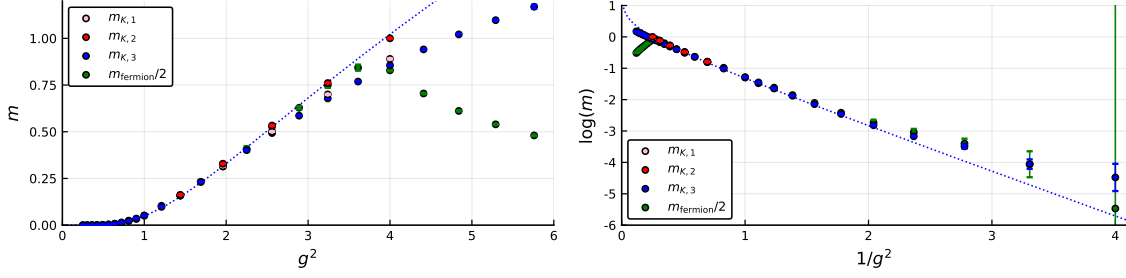 m
1.00
0.75
0.50
0.25
0.00
0 1 2 3 4 5 6
g²
m_{K, 1}
m_{K, 2}
m_{K, 3}
m_{fermion}/2
log(m)
1
0
-1
-2
-3
-4
-5
-6
0 1 2 3 4
1/g²
m_{K, 1}
m_{K, 2}
m_{K, 3}
m_{fermion}/2